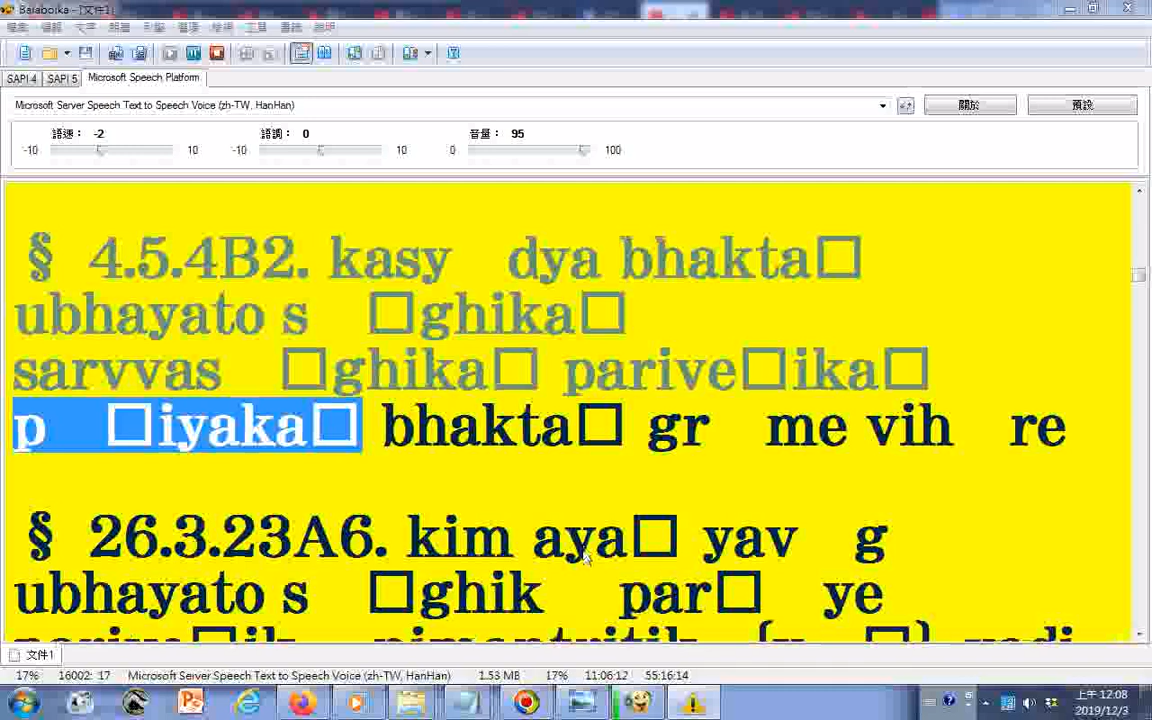 Balabolka - [文件1]
SAPI 4 SAPI 5 Microsoft Speech Platform
Microsoft Server Speech Text to Speech Voice (zh-TW, HanHan) 關於 預設
語速： -2 語調： 0 音量： 95
-10 10 -10 10 0 100
§ 4.5.4B2. kasy dya bhakta□
ubhayato s □ghika□
sarvvas □ghika□ parive□ika□
p □iyaka□ bhakta□ gr me vih re
§ 26.3.23A6. kim aya□ yav g
ubhayato s □ghik par□ ye
文件1
17% 16002: 17 Microsoft Server Speech Text to Speech Voice (zh-TW, HanHan) 1.53 MB 17% 11:06:12 55:16:14
上午 12:08
2019/12/3